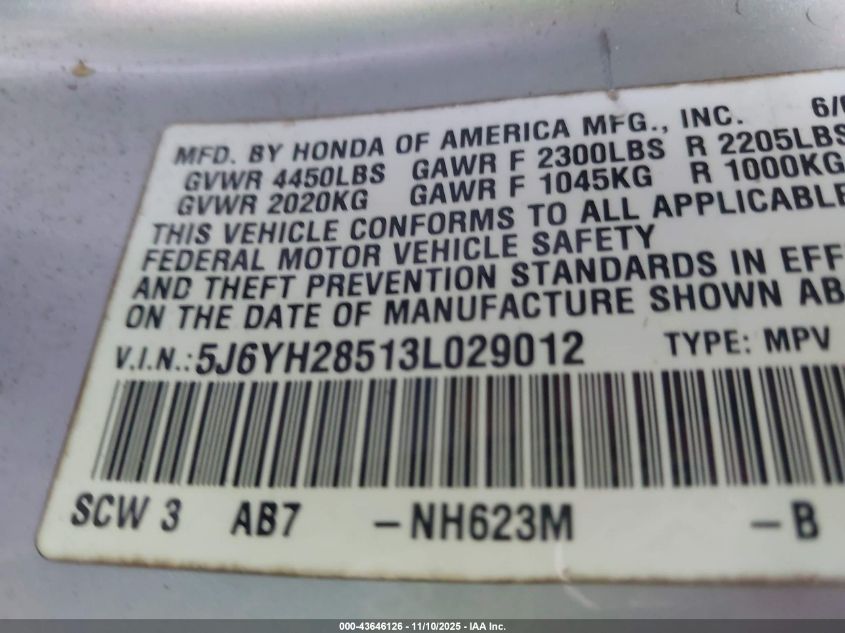 MFD. BY HONDA OF AMERICA MFG., INC. 6/
GVWR 4450LBS GAWR F 2300LBS R 2205LBS
GVWR 2020KG GAWR F 1045KG R 1000KG
THIS VEHICLE CONFORMS TO ALL APPLICABLE
FEDERAL MOTOR VEHICLE SAFETY
AND THEFT PREVENTION STANDARDS IN EFF
ON THE DATE OF MANUFACTURE SHOWN AB
V.I.N.: 5J6YH28513L029012 TYPE: MPV
SCW 3 AB7 -NH623M -B
000-43646126 - 11/10/2025 - IAA Inc.